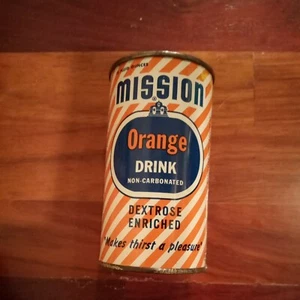 mission
Orange
DRINK
NON-CARBONATED
DEXTROSE
ENRICHED
"Makes thirst a pleasure"